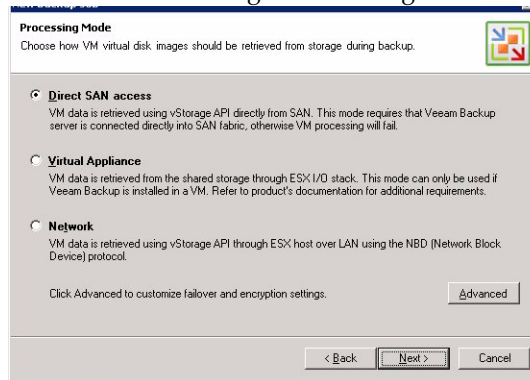 New Backup Job
Processing Mode
Choose how VM virtual disk images should be retrieved from storage during backup.
Direct SAN access
VM data is retrieved using vStorage API directly from SAN. This mode requires that Veeam Backup
server is connected directly into SAN fabric, otherwise VM processing will fail.
Virtual Appliance
VM data is retrieved from the shared storage through ESX I/O stack. This mode can only be used if
Veeam Backup is installed in a VM. Refer to product's documentation for additional requirements.
Network
VM data is retrieved using vStorage API through ESX host over LAN using the NBD (Network Block
Device) protocol.
Click Advanced to customize failover and encryption settings.
Advanced
< Back
Next >
Cancel